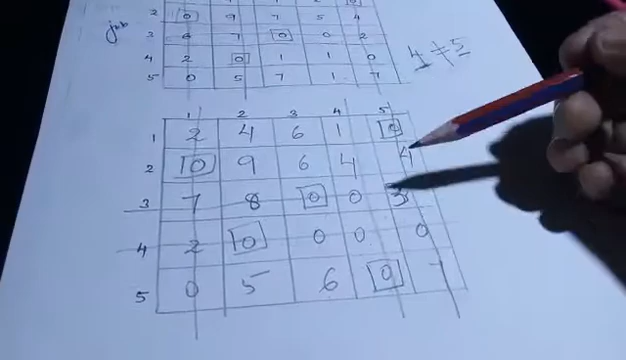 2 0 9 7 5 4
job 3 6 7 0 0 2
4 2 0 1 1 0
5 0 5 7 1 7
4 ≠ 5
1 2 3 4 5
1 2 4 6 1 0
2 0 9 6 4 4
3 7 8 0 0 3
4 2 0 0 0 0
5 0 5 6 0 7